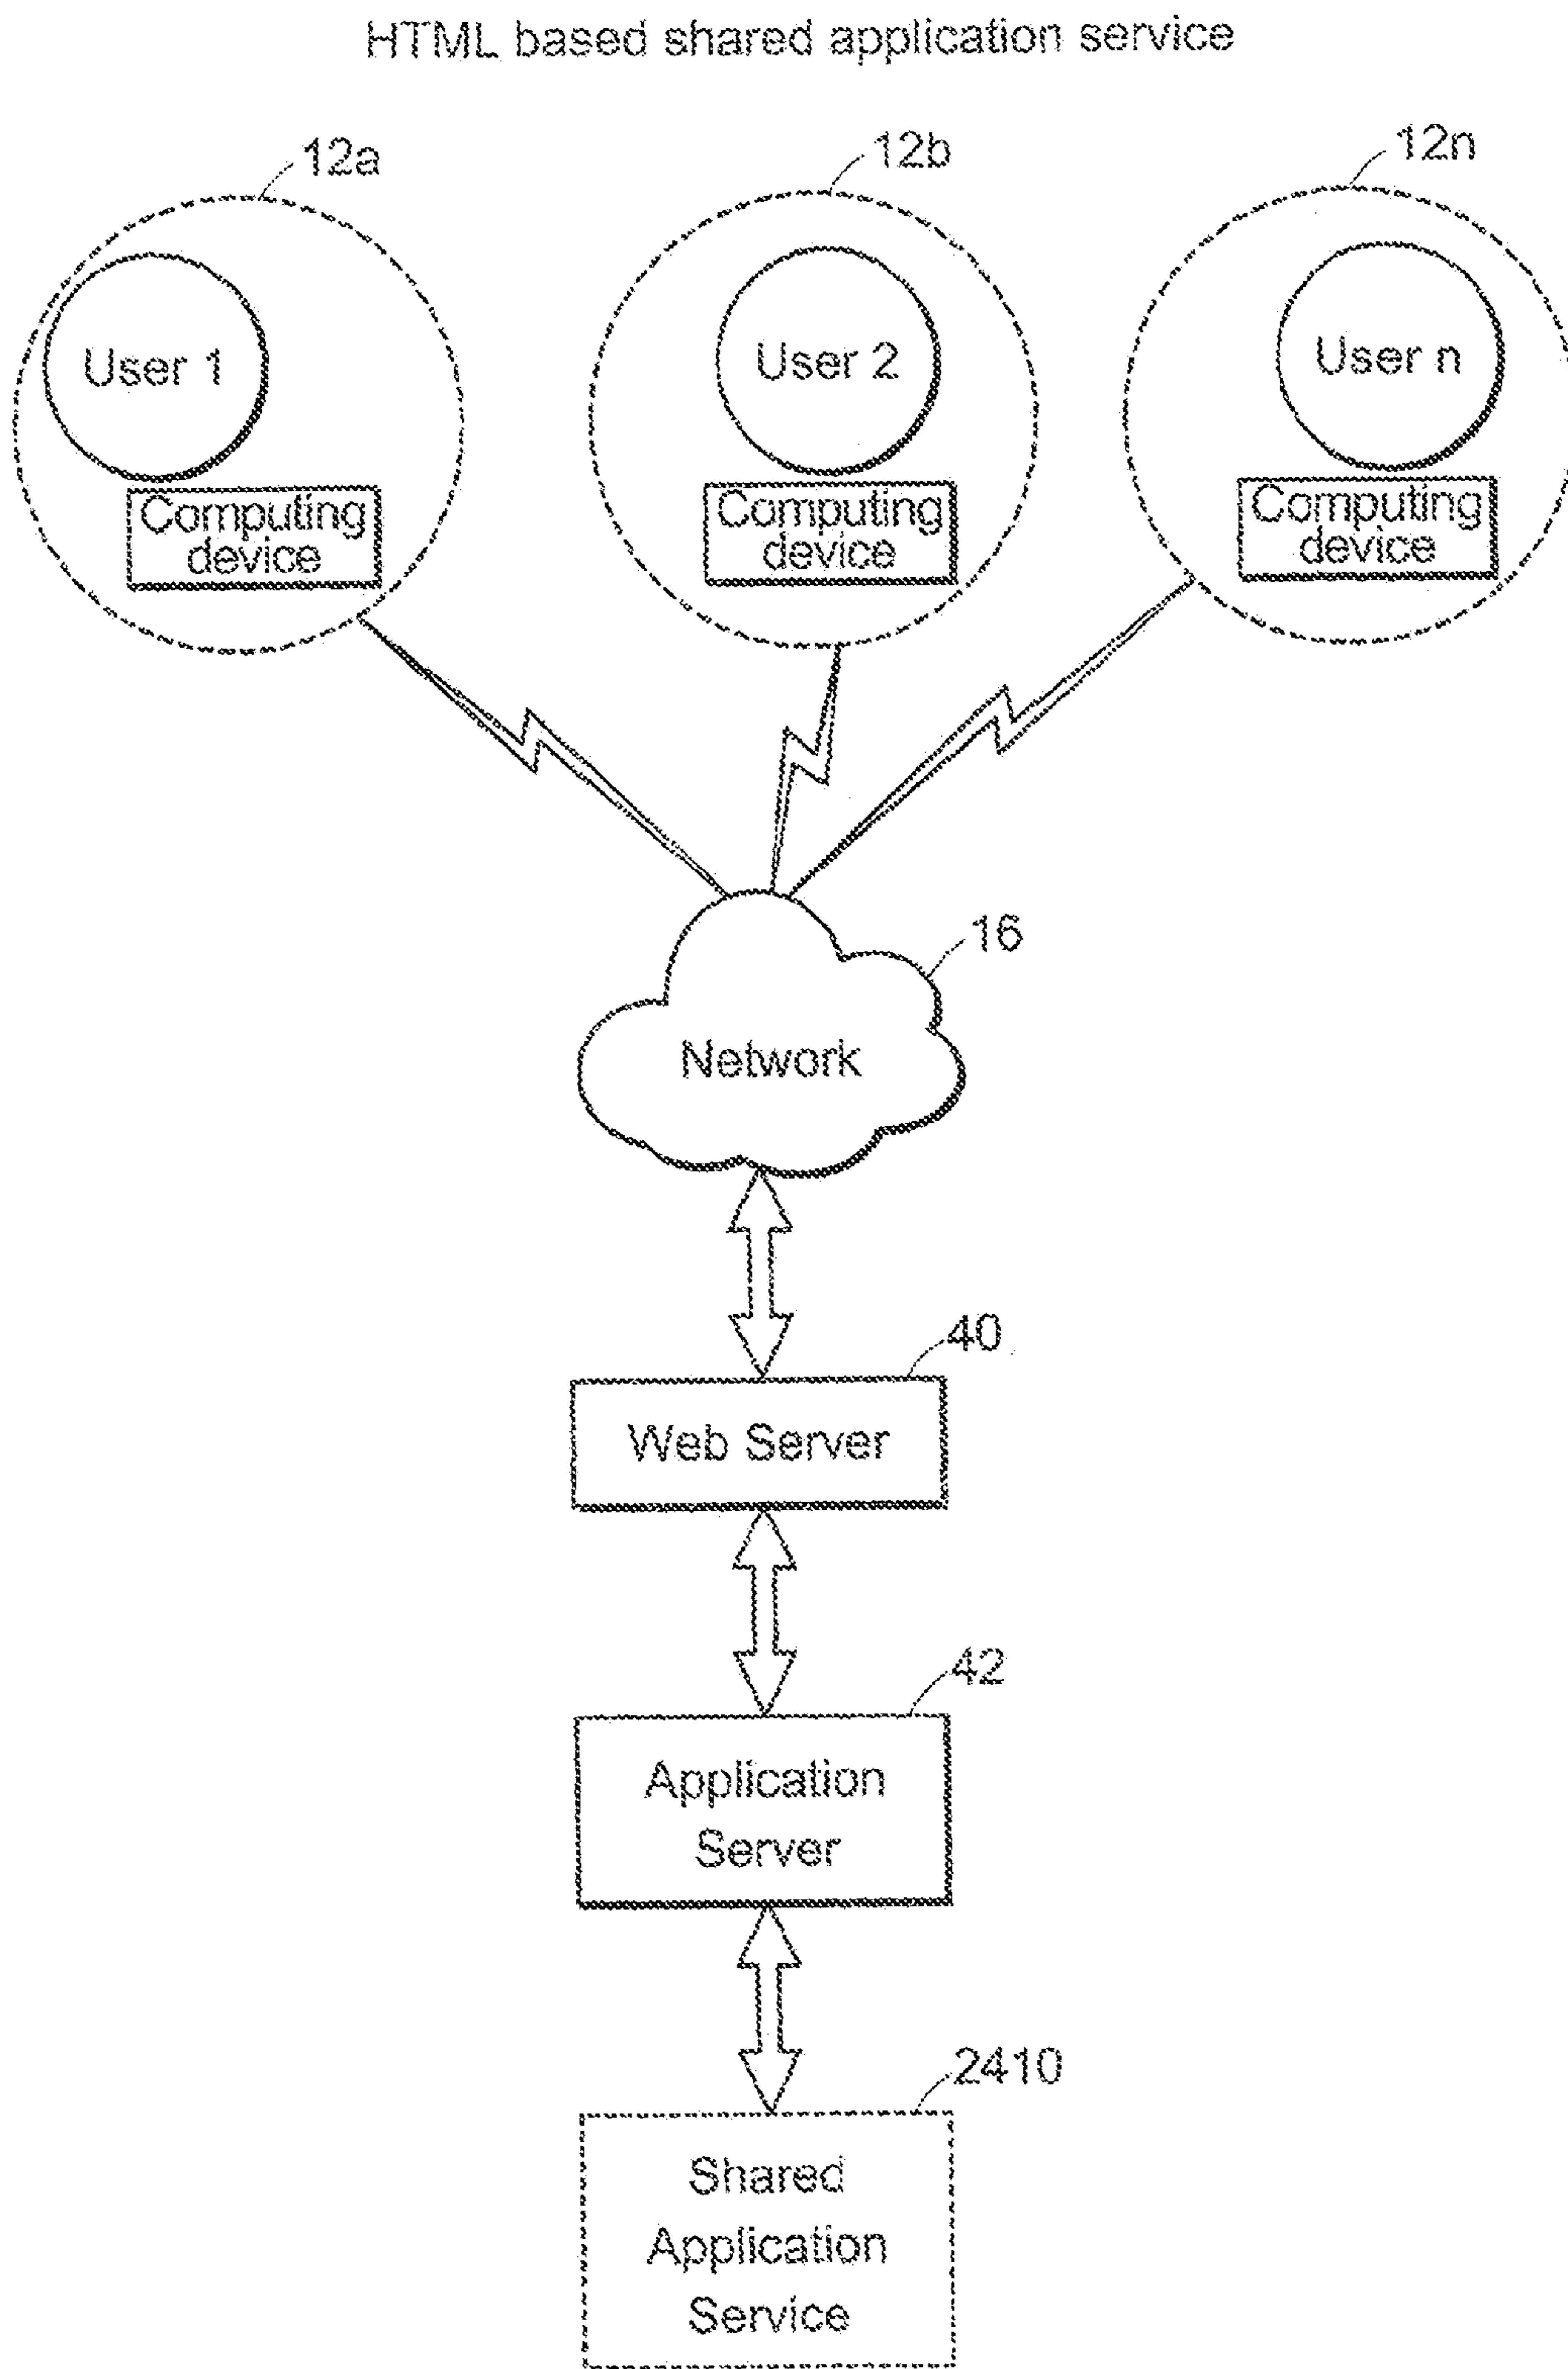 HTML based shared application service
12a
12b
12n
User 1
User 2
User n
Computing
device
Computing
device
Computing
device
16
Network
40
Web Server
42
Application
Server
2410
Shared
Application
Service